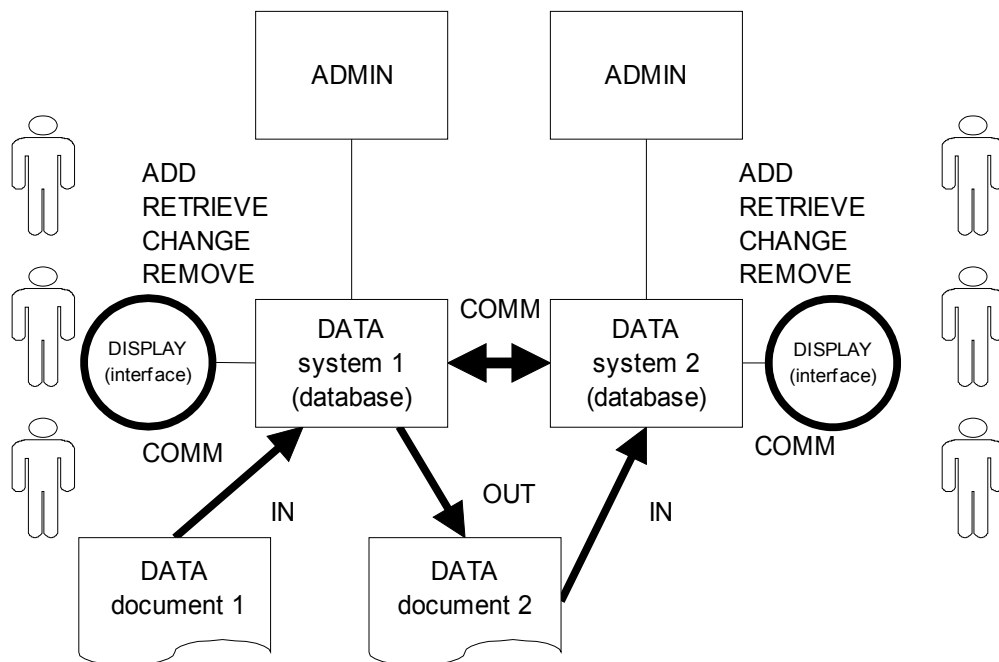 ADMIN
ADMIN
ADD
RETRIEVE
CHANGE
REMOVE
ADD
RETRIEVE
CHANGE
REMOVE
DISPLAY
(interface)
DATA
system 1
(database)
COMM
DATA
system 2
(database)
DISPLAY
(interface)
COMM
COMM
IN
OUT
IN
DATA
document 1
DATA
document 2